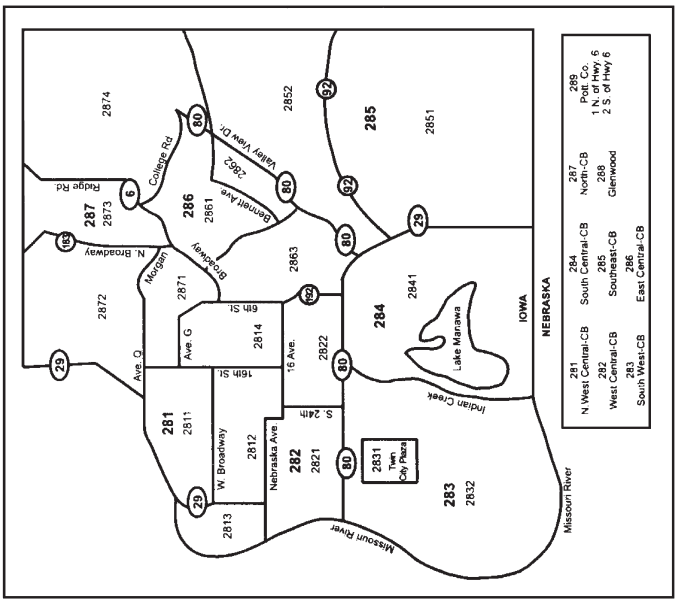 2874
2852
92
285
2851
80
College Rd
Valley View Dr.
2862
Ridge Rd.
6
287
2873
286
2861
Bennett Ave.
80
92
183
N. Broadway
Morgan
Broadway
2863
80
29
2872
2871
192
2841
Ave. G
6th St.
2814
16 Ave.
2822
284
Lake Manawa
IOWA
NEBRASKA
29
Ave. Q
16th St.
80
Indian Creek
281
2811
W. Broadway
2812
Nebraska Ave.
282
2821
S. 24th
80
2831
Twin
City Plaza
283
2832
29
2813
Missouri River
Missouri River
281
N.West Central-CB
282
West Central-CB
283
South West-CB
284
South Central-CB
285
Southeast-CB
286
East Central-CB
287
North-CB
288
Glenwood
289
Pott. Co.
1 N. of Hwy. 6
2 S. of Hwy 6